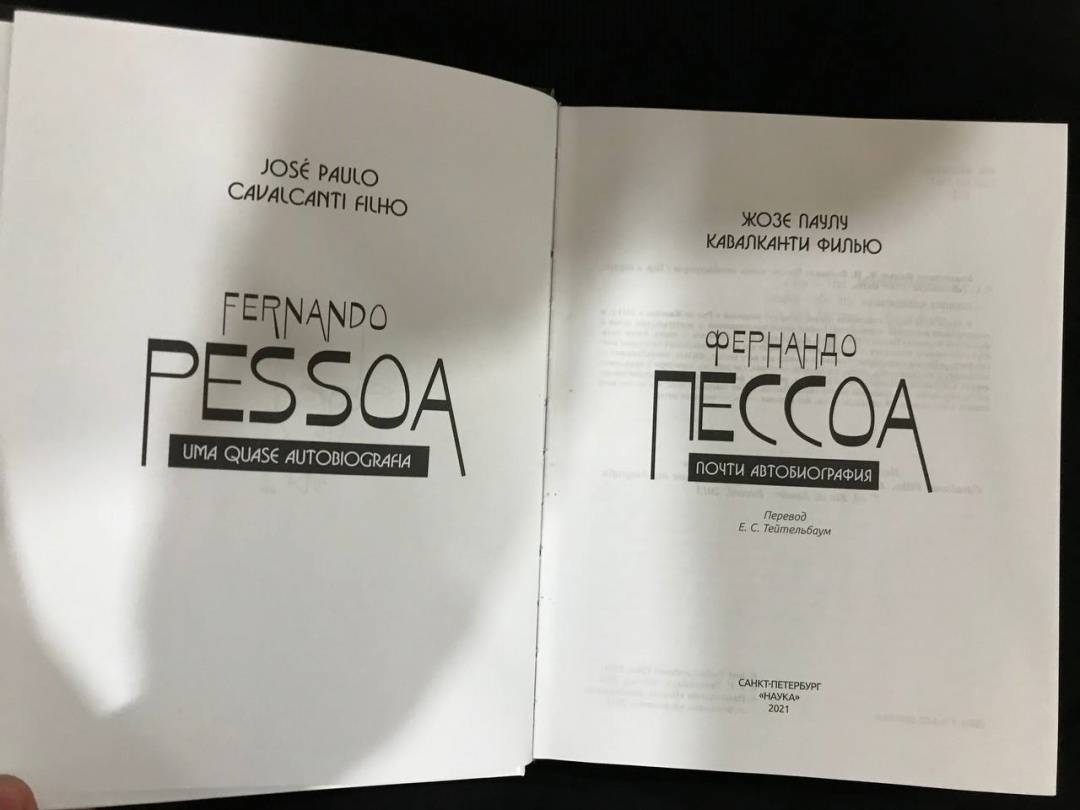 JOSÉ PAULO
CAVALCANTI FILHO
FERNANDO
PESSOA
UMA QUASE AUTOBIOGRAFIA
ЖОЗЕ ПАУЛУ
КАВАЛКАНТИ ФИЛЬЮ
ФЕРНАНДО
ПЕССОА
ПОЧТИ АВТОБИОГРАФИЯ
Перевод
Е. С. Тейтельбаум
САНКТ-ПЕТЕРБУРГ
«НАУКА»
2021